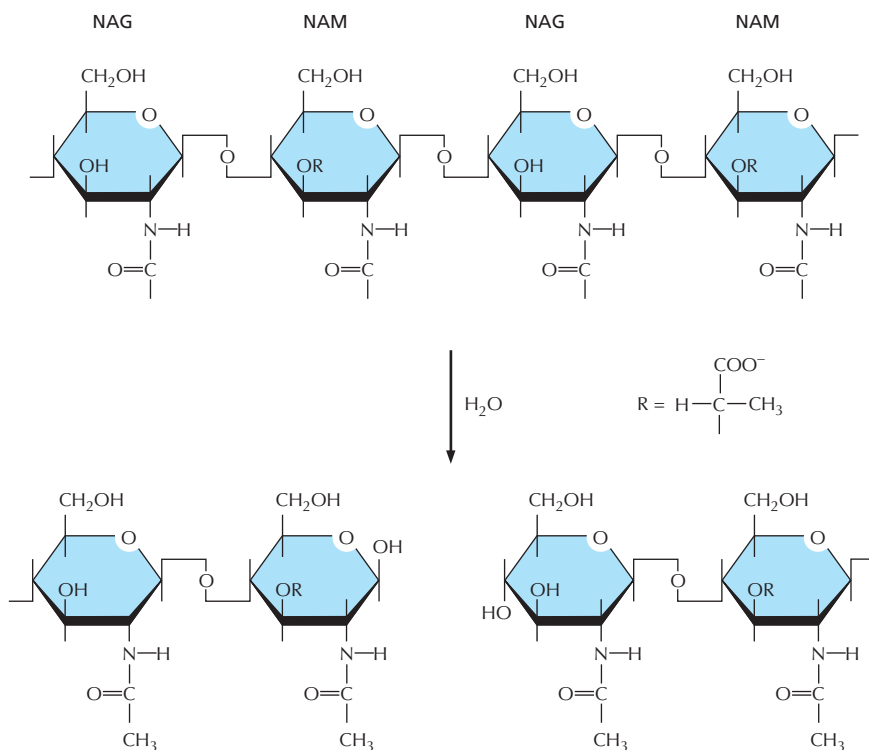 NAG NAM NAG NAM
CH₂OH CH₂OH CH₂OH CH₂OH
O O O O
O O O
OH OR OH OR
N—H N—H N—H N—H
O=C O=C O=C O=C
COO⁻
H₂O R = H—C—CH₃
CH₂OH CH₂OH CH₂OH CH₂OH
O O OH O O
O O
OH OR HO OH OR
N—H N—H N—H N—H
O=C O=C O=C O=C
CH₃ CH₃ CH₃ CH₃